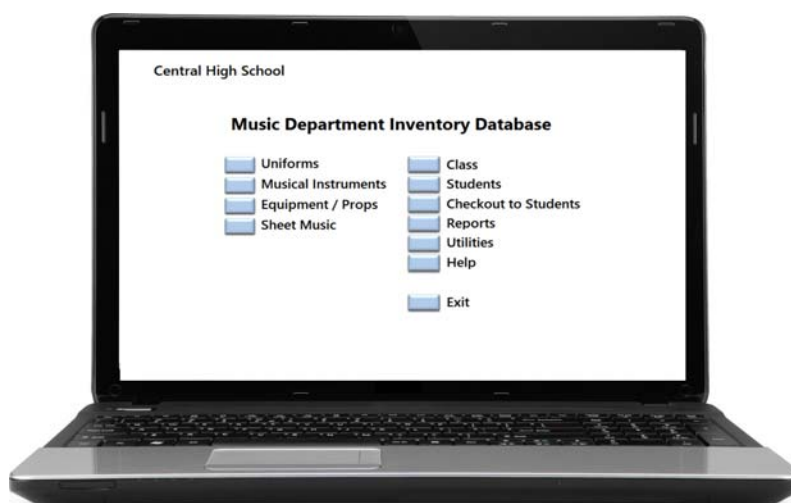 Central High School
Music Department Inventory Database
Uniforms
Musical Instruments
Equipment / Props
Sheet Music
Class
Students
Checkout to Students
Reports
Utilities
Help
Exit